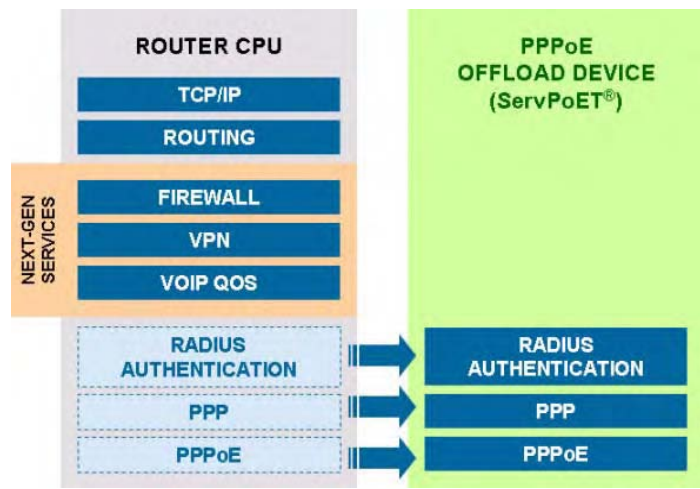 ROUTER CPU
TCP/IP
ROUTING
NEXT-GEN
SERVICES
FIREWALL
VPN
VOIP QOS
RADIUS
AUTHENTICATION
PPP
PPPoE
PPPoE
OFFLOAD DEVICE
(ServPoET®)
RADIUS
AUTHENTICATION
PPP
PPPoE